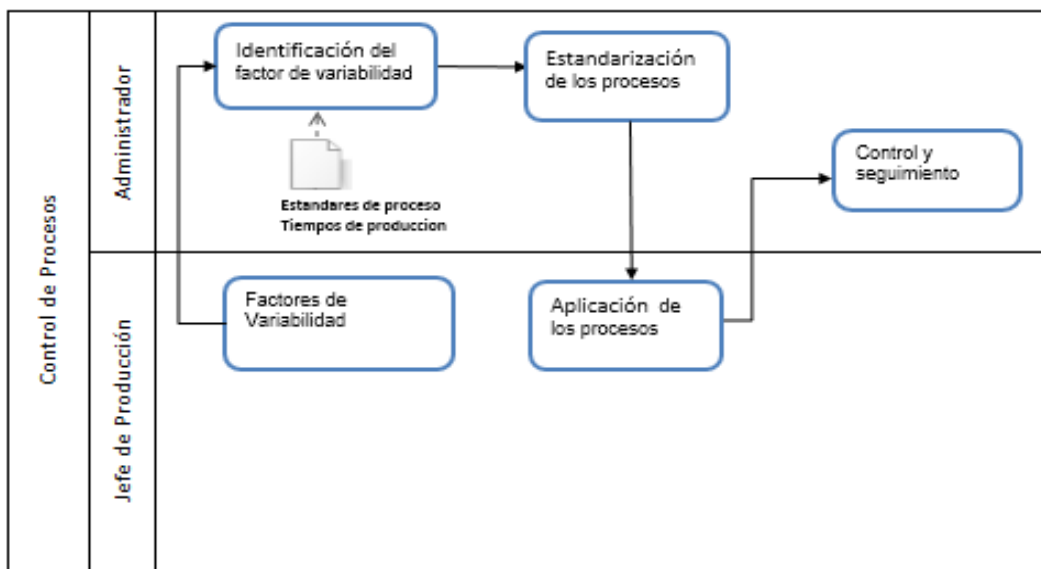 Control de Procesos
Administrador
Identificación del
factor de variabilidad
Estandarización
de los procesos
Control y
seguimiento
Estandares de proceso
Tiempos de produccion
Jefe de Producción
Factores de
Variabilidad
Aplicación de
los procesos